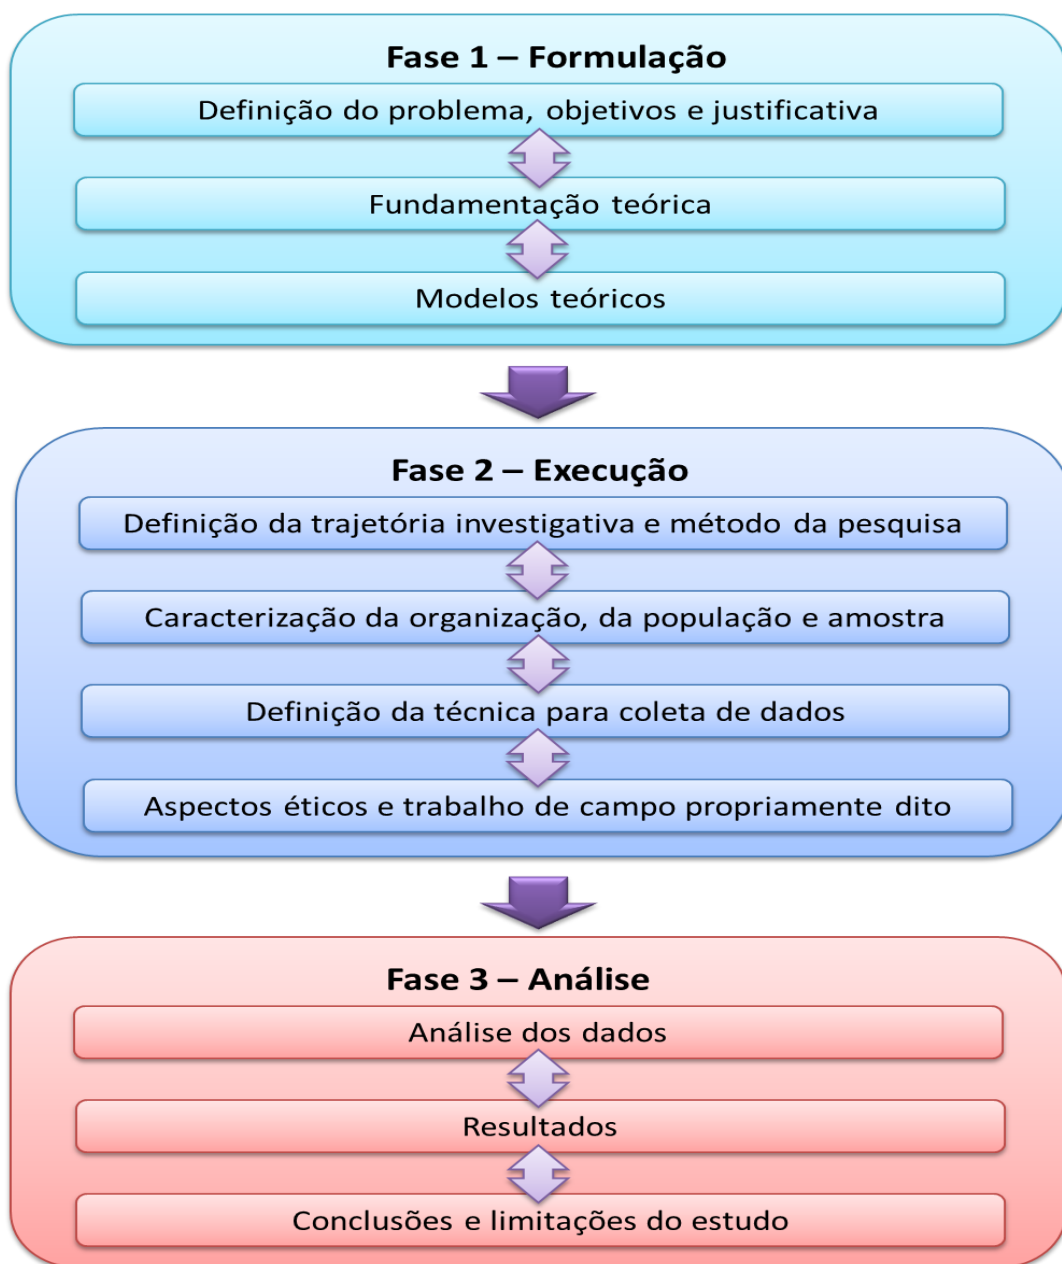 Fase 1 – Formulação
Definição do problema, objetivos e justificativa
Fundamentação teórica
Modelos teóricos
Fase 2 – Execução
Definição da trajetória investigativa e método da pesquisa
Caracterização da organização, da população e amostra
Definição da técnica para coleta de dados
Aspectos éticos e trabalho de campo propriamente dito
Fase 3 – Análise
Análise dos dados
Resultados
Conclusões e limitações do estudo